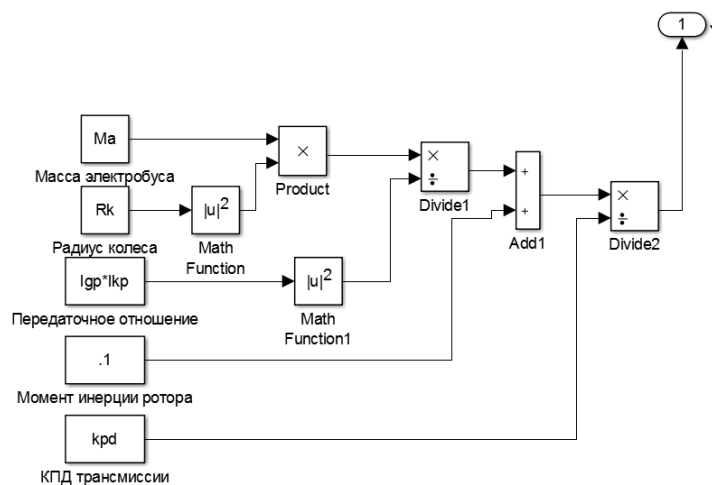 1
Ma
Масса электробуса
×
Product
×
÷
Divide1
+
+
Add1
×
÷
Divide2
Rk
Радиус колеса
|u|²
Math
Function
Igp*Ikp
Передаточное отношение
|u|²
Math
Function1
.1
Момент инерции ротора
kpd
КПД трансмиссии